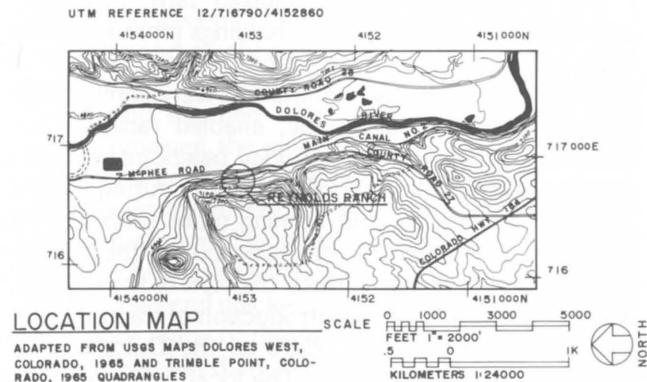 UTM REFERENCE 12/716790/4152860
4154000N 4153 4152 4151000N
COUNTY ROAD 28
DOLORES RIVER
MAIN CANAL NO 2
717
717000E
COUNTY ROAD 27
McPHEE ROAD
REYNOLDS RANCH
COLORADO HWY 184
716
716
4154000N 4153 4152 4151000N
LOCATION MAP
ADAPTED FROM USGS MAPS DOLORES WEST,
COLORADO, 1965 AND TRIMBLE POINT, COLO-
RADO, 1965 QUADRANGLES
SCALE
0 1000 3000 5000
FEET 1"= 2000'
.5 0 1K
KILOMETERS 1:24000
NORTH